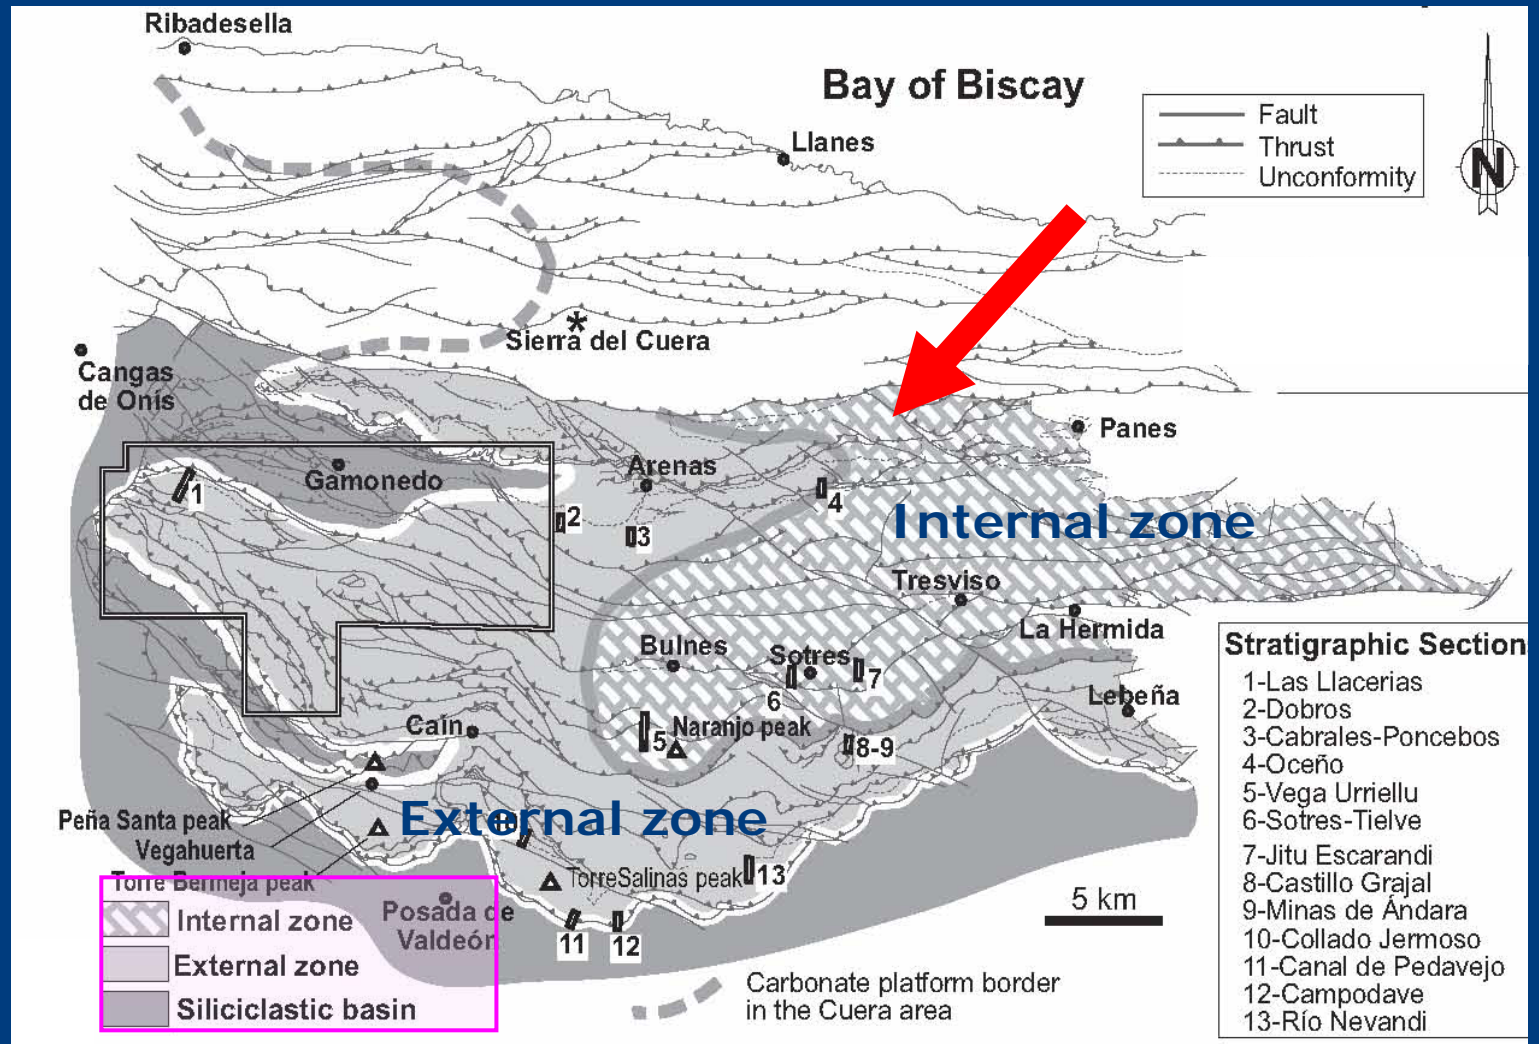 Ribadesella
Bay of Biscay
Fault
Thrust
Unconformity
N
Llanes
Sierra del Cuera
Cangas
de Onís
Panes
Gamonedo
Arenas
1
2
3
4
Internal zone
Tresviso
La Hermida
Bulnes
Sotres
6
7
Lebeña
Caín
5
Naranjo peak
8-9
Peña Santa peak
Vegahuerta
Torre Bermeja peak
External zone
10
TorreSalinas peak
13
Posada de
Valdeón
11
12
5 km
Internal zone
External zone
Siliciclastic basin
Carbonate platform border
in the Cuera area
Stratigraphic Section
1-Las Llacerias
2-Dobros
3-Cabrales-Poncebos
4-Oceño
5-Vega Urriellu
6-Sotres-Tielve
7-Jitu Escarandi
8-Castillo Grajal
9-Minas de Ándara
10-Collado Jermoso
11-Canal de Pedavejo
12-Campodave
13-Río Nevandi